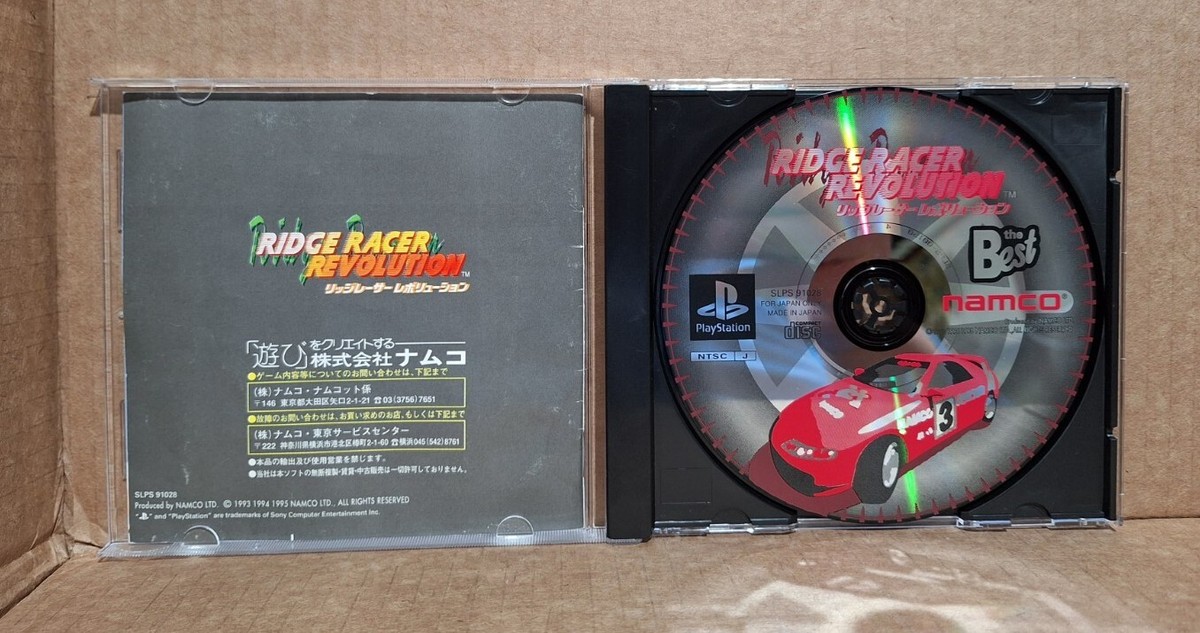 RIDGE RACER
REVOLUTION™
リッジレーサー レボリューション
「遊び」をクリエイトする
株式会社 ナムコ
●ゲーム内容等についてのお問い合わせは、下記まで
(株)ナムコ・ナムコット係
〒146 東京都大田区矢口2-1-21 ☎03(3756)7651
●故障のお問い合わせは、お買い求めのお店、もしくは下記まで
(株)ナムコ・東京サービスセンター
〒222 神奈川県横浜市港北区樽町2-1-60 ☎横浜045(542)8761
●本品の輸出及び使用営業を禁じます。
●当社は本ソフトの無断複製・賃貸・中古販売は一切許可しておりません。
SLPS 91028
Produced by NAMCO LTD. © 1993 1994 1995 NAMCO LTD., ALL RIGHTS RESERVED
" " and "PlayStation" are trademarks of Sony Computer Entertainment Inc.
RIDGE RACER
REVOLUTION™
リッジレーサー レボリューション
the
Best
namco®
PlayStation
SLPS 91028
FOR JAPAN ONLY
MADE IN JAPAN
COMPACT
disc
NTSC J
NAMCO
3